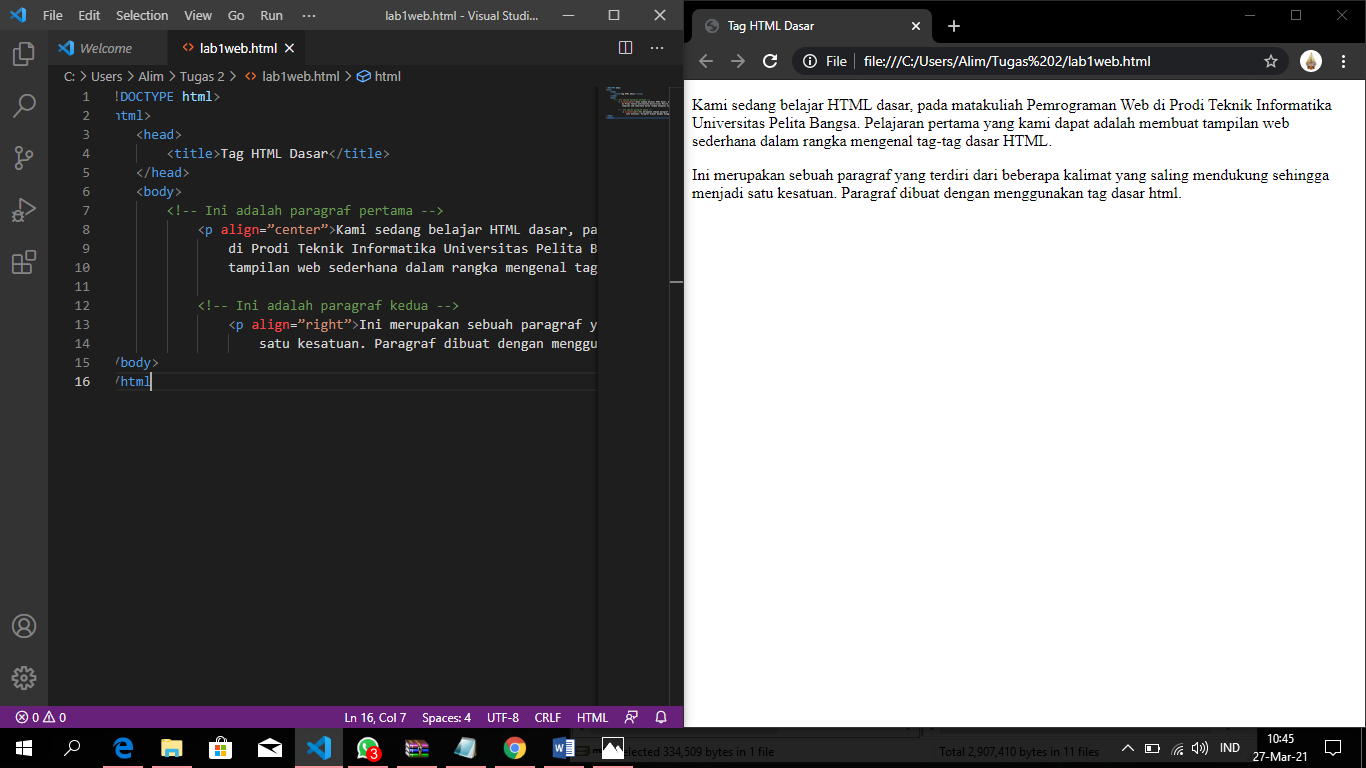 File Edit Selection View Go Run ··· lab1web.html - Visual Studi...
Welcome lab1web.html
C: > Users > Alim > Tugas 2 > lab1web.html > html
1 !DOCTYPE html>
2 html>
3 <head>
4 <title>Tag HTML Dasar</title>
5 </head>
6 <body>
7 <!-- Ini adalah paragraf pertama -->
8 <p align=”center”>Kami sedang belajar HTML dasar, pa
9 di Prodi Teknik Informatika Universitas Pelita B
10 tampilan web sederhana dalam rangka mengenal tag
11
12 <!-- Ini adalah paragraf kedua -->
13 <p align=”right”>Ini merupakan sebuah paragraf y
14 satu kesatuan. Paragraf dibuat dengan menggu
15 /body>
16 /html
0 0 Ln 16, Col 7 Spaces: 4 UTF-8 CRLF HTML
Tag HTML Dasar
File | file:///C:/Users/Alim/Tugas%202/lab1web.html
Kami sedang belajar HTML dasar, pada matakuliah Pemrograman Web di Prodi Teknik Informatika
Universitas Pelita Bangsa. Pelajaran pertama yang kami dapat adalah membuat tampilan web
sederhana dalam rangka mengenal tag-tag dasar HTML.
Ini merupakan sebuah paragraf yang terdiri dari beberapa kalimat yang saling mendukung sehingga
menjadi satu kesatuan. Paragraf dibuat dengan menggunakan tag dasar html.
3
334,509 bytes in 1 file Total 2,907,410 bytes in 11 files
IND
10:45
27-Mar-21